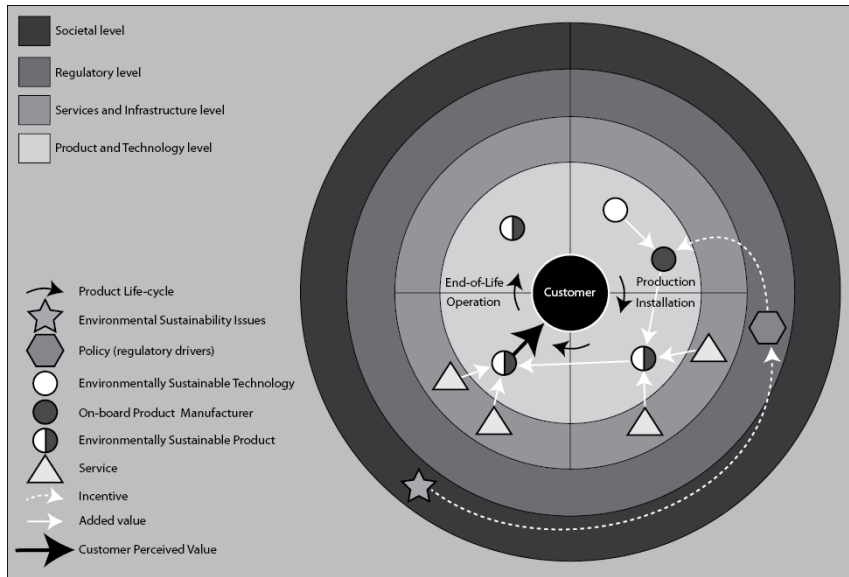 Societal level
Regulatory level
Services and Infrastructure level
Product and Technology level
End-of-Life
Operation
Customer
Production
Installation
Product Life-cycle
Environmental Sustainability Issues
Policy (regulatory drivers)
Environmentally Sustainable Technology
On-board Product Manufacturer
Environmentally Sustainable Product
Service
Incentive
Added value
Customer Perceived Value